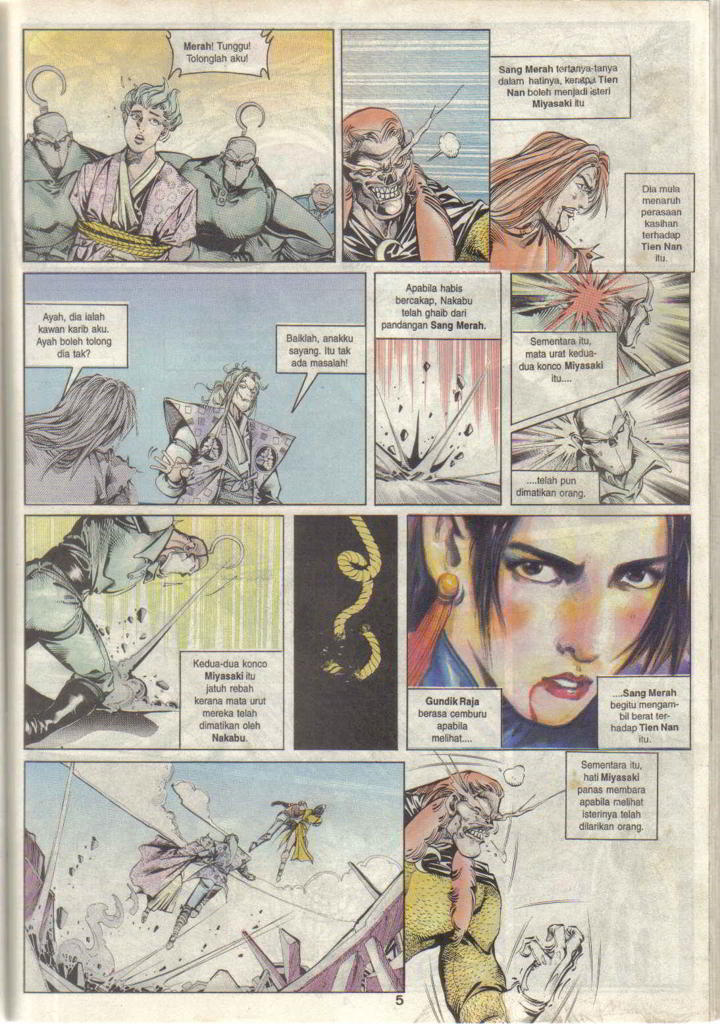 Merah! Tunggu!
Tolonglah aku!
Sang Merah tertanya-tanya
dalam hatinya, kenapa Tien
Nan boleh menjadi isteri
Miyasaki itu
Dia mula
menaruh
perasaan
kasihan
terhadap
Tien Nan
itu.
Ayah, dia ialah
kawan karib aku.
Ayah boleh tolong
dia tak?
Baiklah, anakku
sayang. Itu tak
ada masalah!
Apabila habis
bercakap, Nakabu
telah ghaib dari
pandangan Sang Merah.
Sementara itu,
mata urat kedua-
dua konco Miyasaki
itu....
....telah pun
dimatikan orang.
Kedua-dua konco
Miyasaki itu
jatuh rebah
kerana mata urut
mereka telah
dimatikan oleh
Nakabu.
Gundik Raja
berasa cemburu
apabila
melihat....
....Sang Merah
begitu mengam-
bil berat ter-
hadap Tien Nan
itu.
Sementara itu,
hati Miyasaki
panas membara
apabila melihat
isterinya telah
dilarikan orang.
5